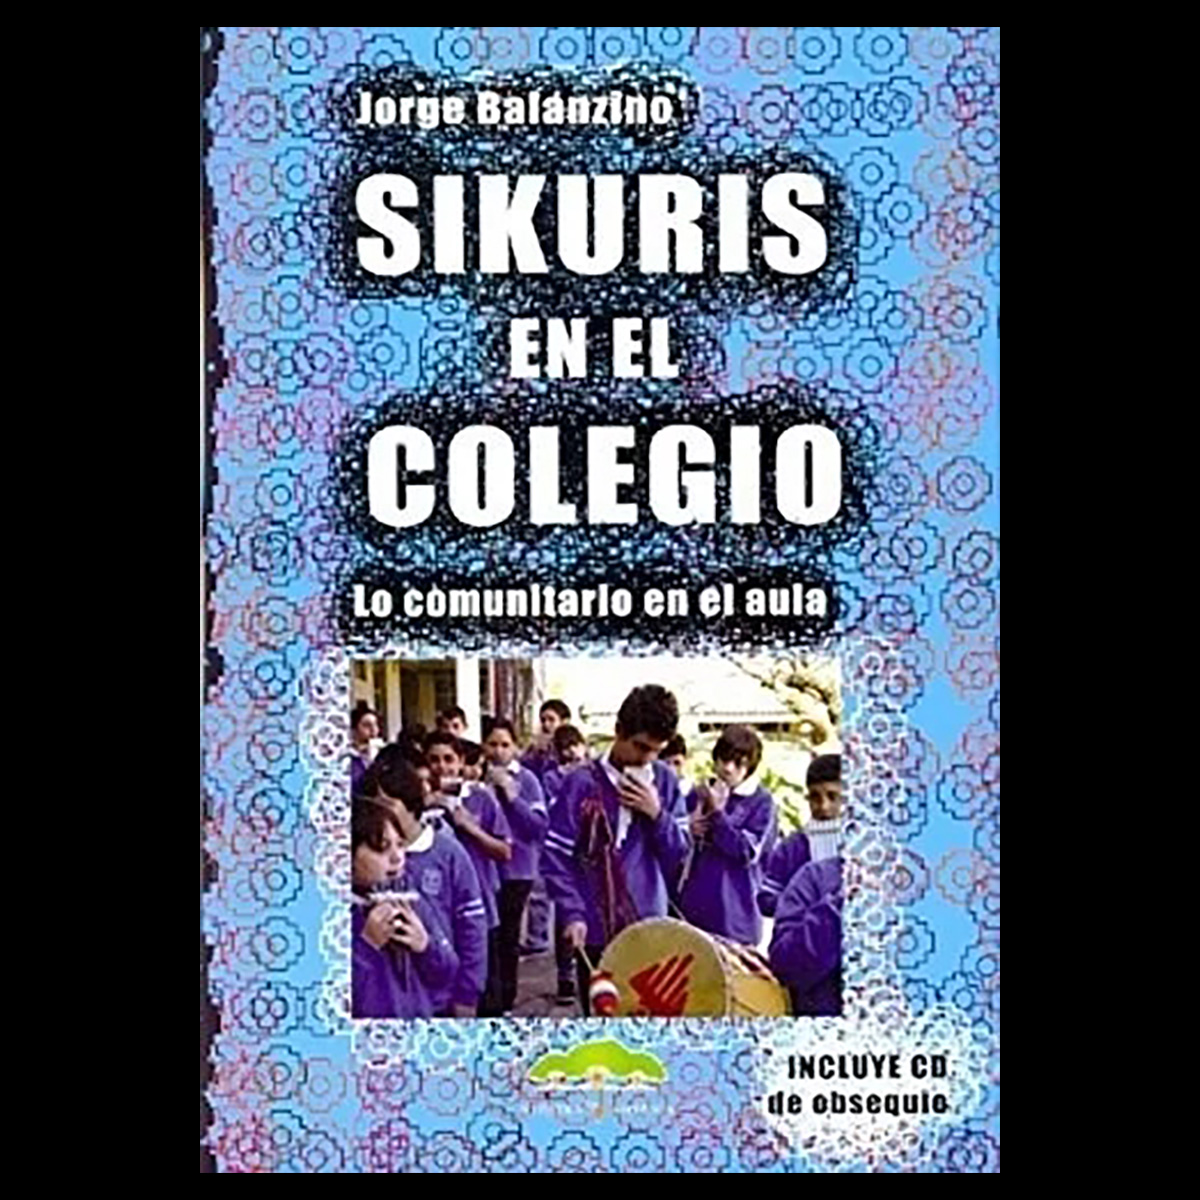 Jorge Balanzino
SIKURIS
EN EL
COLEGIO
Lo comunitario en el aula
INCLUYE CD
de obsequio